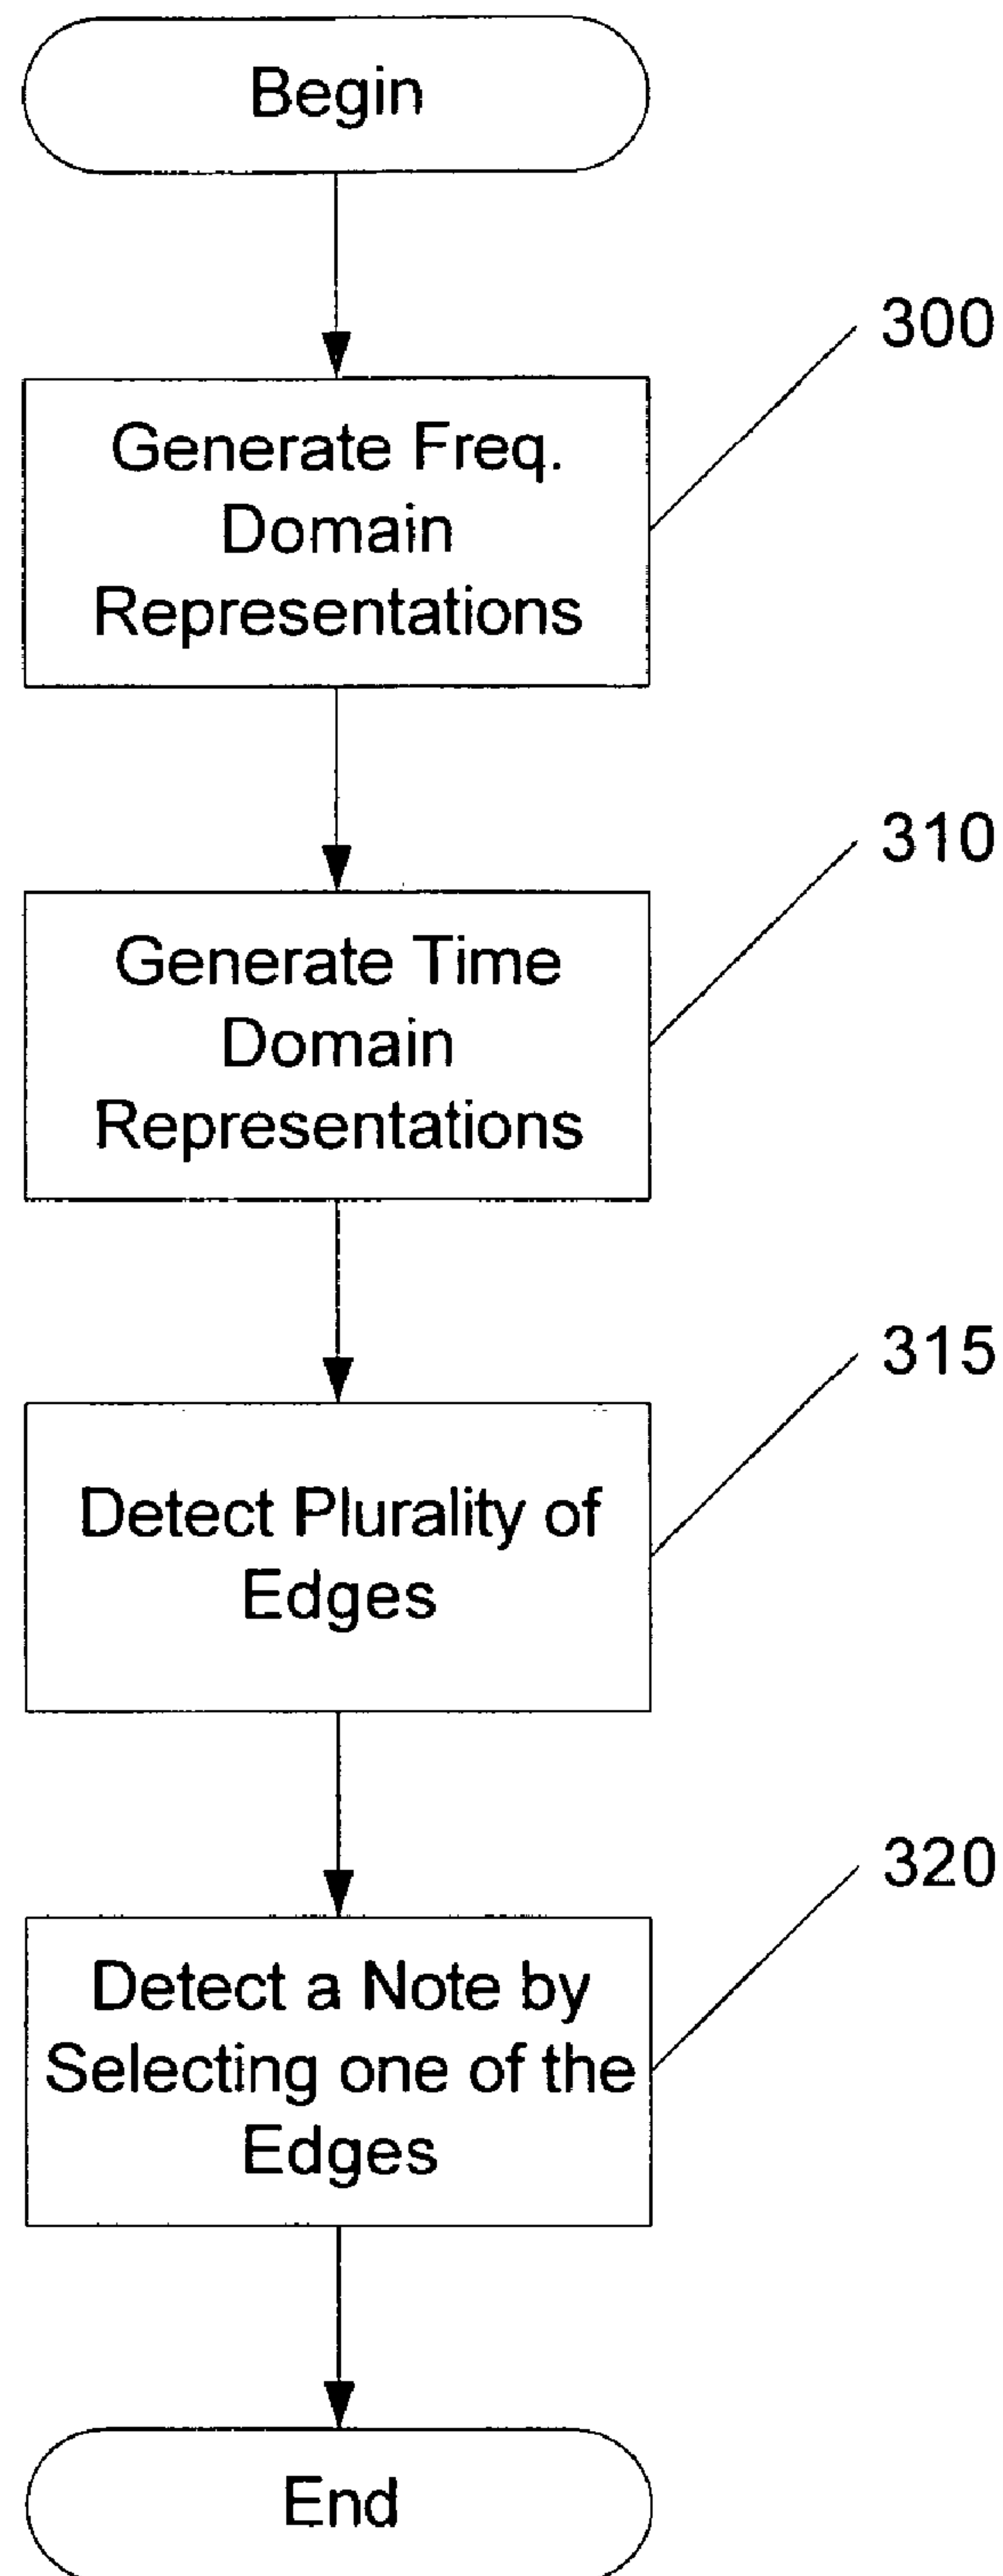 Begin
300
Generate Freq.
Domain
Representations
310
Generate Time
Domain
Representations
315
Detect Plurality of
Edges
320
Detect a Note by
Selecting one of the
Edges
End